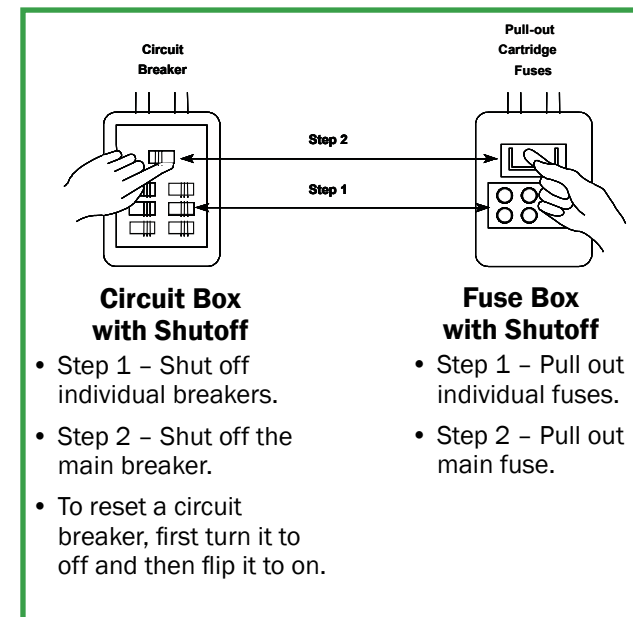 Circuit
Breaker
Pull-out
Cartridge
Fuses
Step 2
Step 1
Circuit Box
with Shutoff
• Step 1 – Shut off
individual breakers.
• Step 2 – Shut off the
main breaker.
• To reset a circuit
breaker, first turn it to
off and then flip it to on.
Fuse Box
with Shutoff
• Step 1 – Pull out
individual fuses.
• Step 2 – Pull out
main fuse.